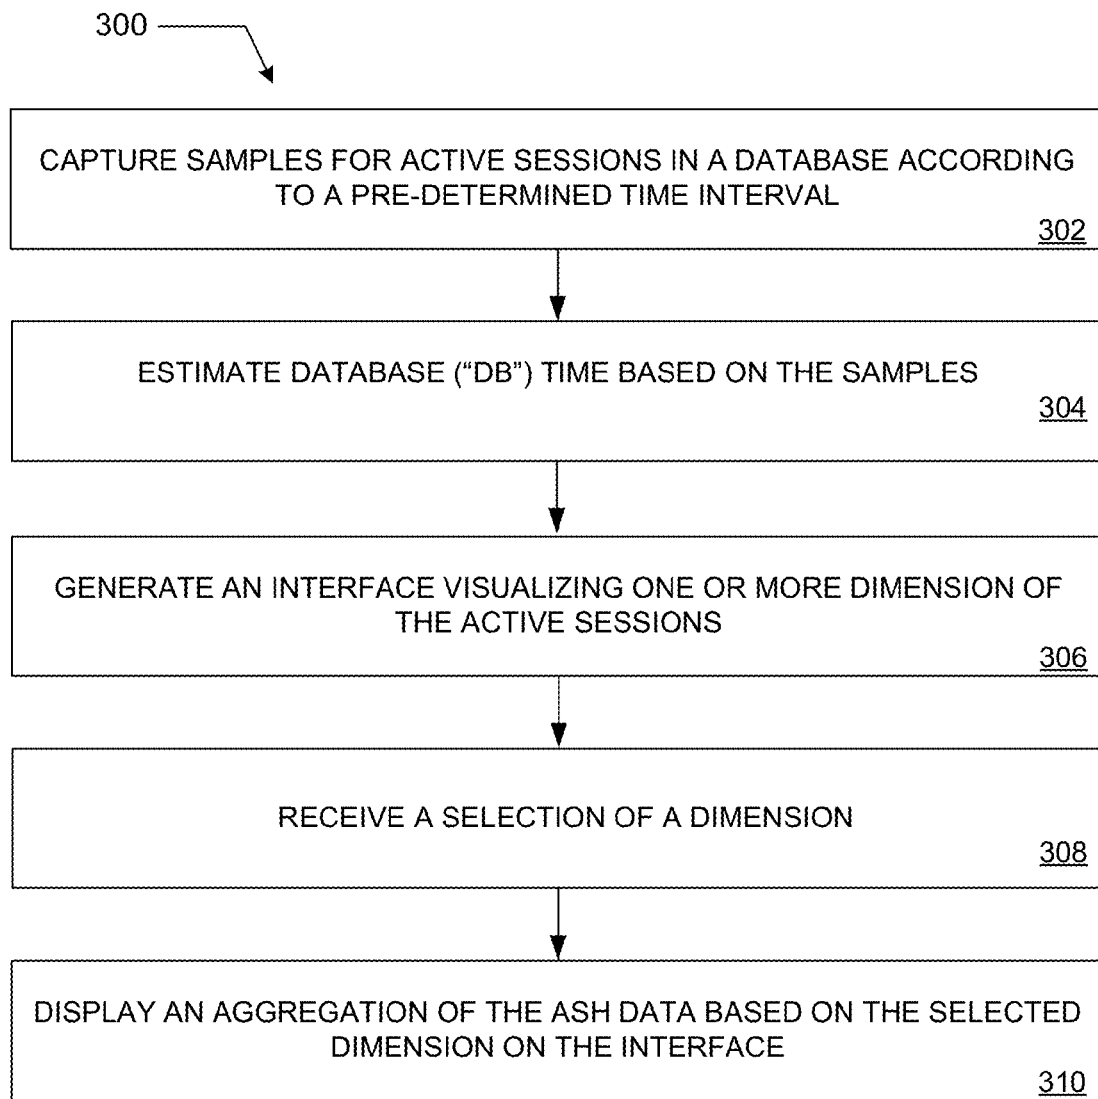 300
CAPTURE SAMPLES FOR ACTIVE SESSIONS IN A DATABASE ACCORDING
TO A PRE-DETERMINED TIME INTERVAL
302
ESTIMATE DATABASE (“DB”) TIME BASED ON THE SAMPLES
304
GENERATE AN INTERFACE VISUALIZING ONE OR MORE DIMENSION OF
THE ACTIVE SESSIONS
306
RECEIVE A SELECTION OF A DIMENSION
308
DISPLAY AN AGGREGATION OF THE ASH DATA BASED ON THE SELECTED
DIMENSION ON THE INTERFACE
310